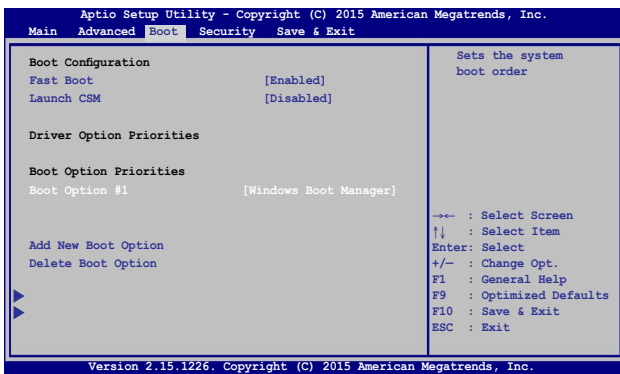 Aptio Setup Utility - Copyright (C) 2015 American Megatrends, Inc.
Main Advanced Boot Security Save & Exit
Boot Configuration
Fast Boot [Enabled]
Launch CSM [Disabled]
Driver Option Priorities
Boot Option Priorities
Boot Option #1 [Windows Boot Manager]
Add New Boot Option
Delete Boot Option
Sets the system
boot order
→← : Select Screen
↑↓ : Select Item
Enter: Select
+/— : Change Opt.
F1 : General Help
F9 : Optimized Defaults
F10 : Save & Exit
ESC : Exit
Version 2.15.1226. Copyright (C) 2015 American Megatrends, Inc.